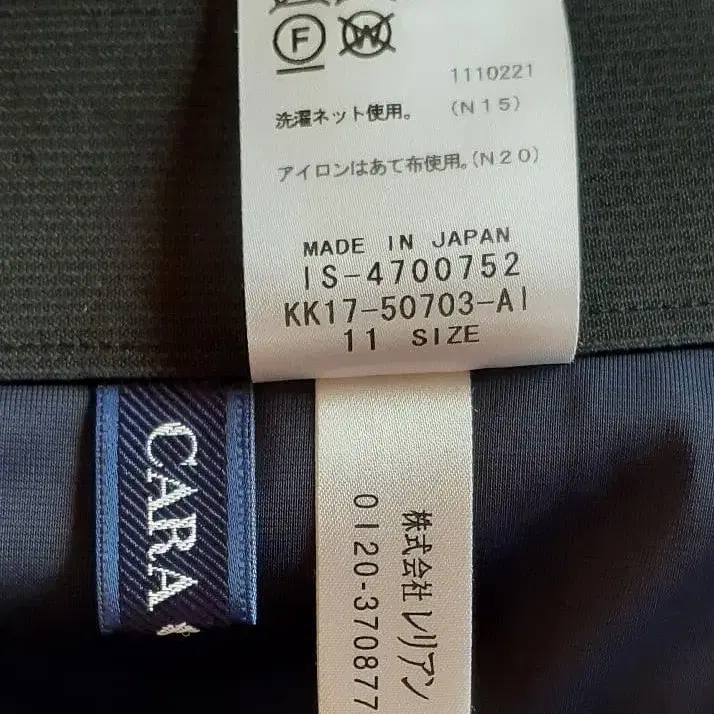 F
W
1110221
洗濯ネット使用。 (N15)
アイロンはあて布使用。(N20)
MADE IN JAPAN
IS-4700752
KK17-50703-AI
11 SIZE
CARA
株式会社レリアン
0120-370877